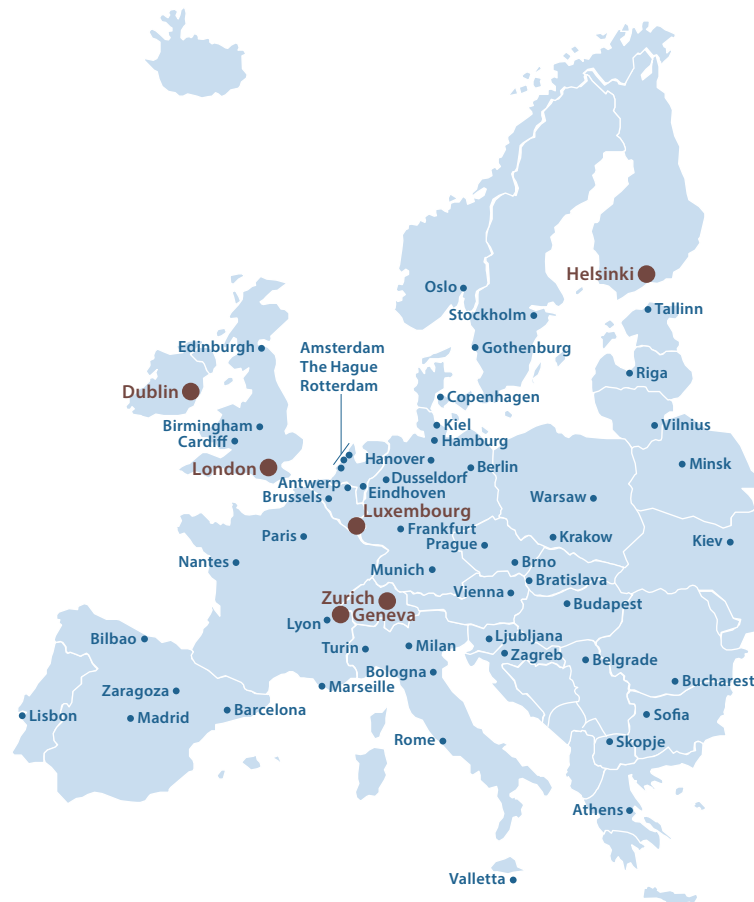 Helsinki
Oslo
Tallinn
Stockholm
Edinburgh
Amsterdam
The Hague
Rotterdam
Gothenburg
Riga
Dublin
Copenhagen
Birmingham
Cardiff
Kiel
Hamburg
Vilnius
London
Hanover
Berlin
Minsk
Antwerp
Brussels
Dusseldorf
Eindhoven
Warsaw
Luxembourg
Paris
Frankfurt
Prague
Krakow
Kiev
Nantes
Munich
Brno
Bratislava
Vienna
Zurich
Geneva
Budapest
Lyon
Bilbao
Turin
Milan
Ljubljana
Zagreb
Belgrade
Bologna
Bucharest
Zaragoza
Marseille
Lisbon
Madrid
Barcelona
Sofia
Rome
Skopje
Athens
Valletta